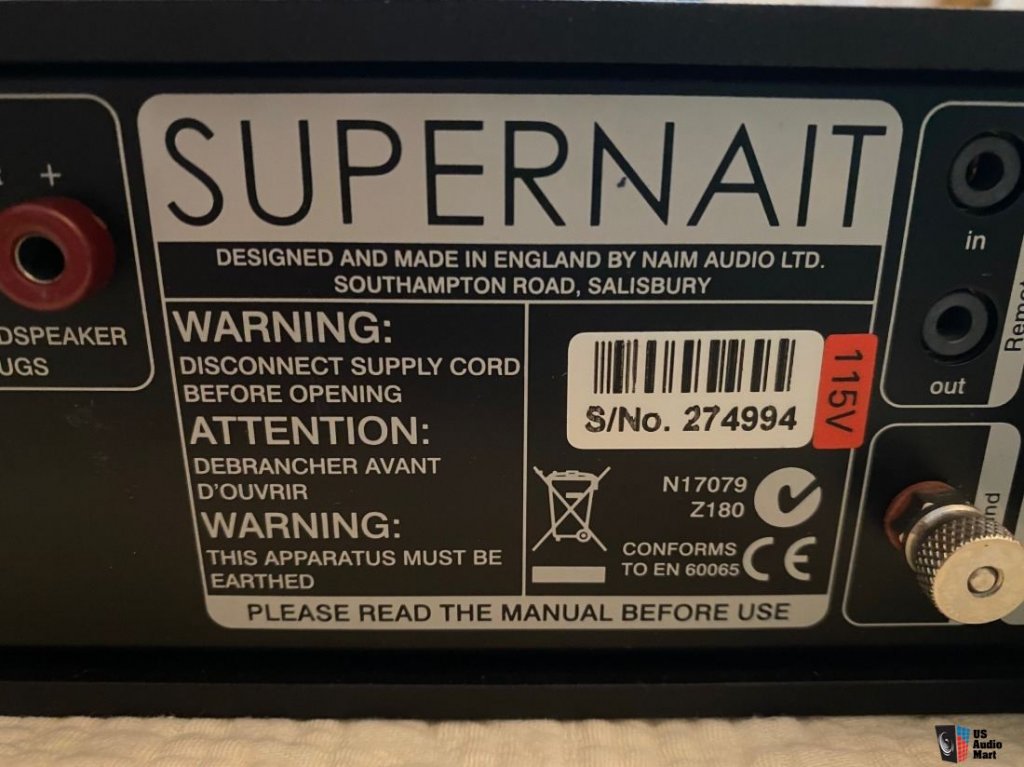 +
DSPEAKER
UGS
SUPERNAIT
DESIGNED AND MADE IN ENGLAND BY NAIM AUDIO LTD.
SOUTHAMPTON ROAD, SALISBURY
WARNING:
DISCONNECT SUPPLY CORD
BEFORE OPENING
ATTENTION:
DEBRANCHER AVANT
D'OUVRIR
WARNING:
THIS APPARATUS MUST BE
EARTHED
S/No. 274994
115V
N17079
Z180
CONFORMS
TO EN 60065
CE
PLEASE READ THE MANUAL BEFORE USE
in
out
Remot
nd
US
Audio
Mart